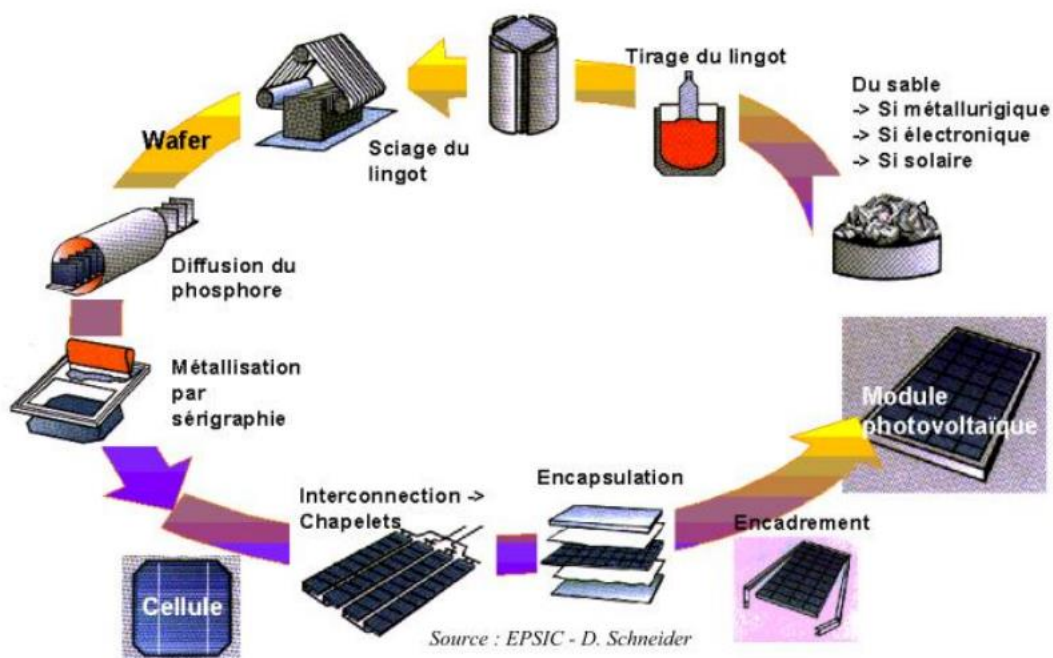 Du sable
-> Si métallurigique
-> Si électronique
-> Si solaire
Tirage du lingot
Sciage du
lingot
Wafer
Diffusion du
phosphore
Métallisation
par
sérigraphie
Cellule
Interconnection ->
Chapelets
Encapsulation
Encadrement
Module
photovoltaïque
Source : EPSIC - D. Schneider